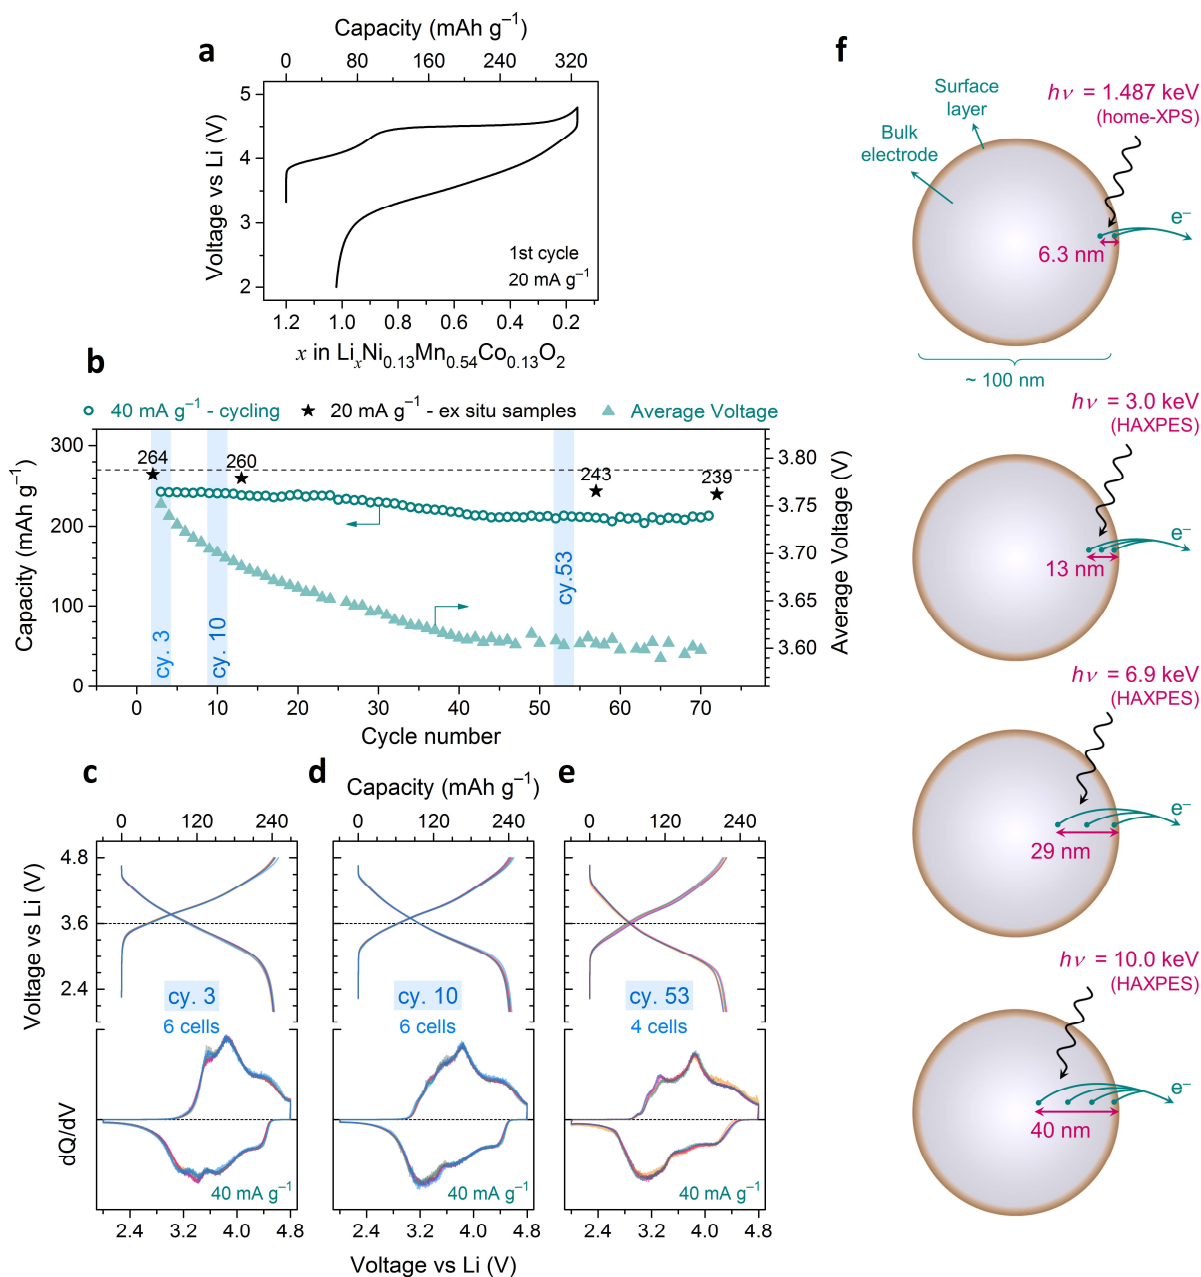 a
Capacity (mAh g⁻¹)
0 80 160 240 320
Voltage vs Li (V)
5
4
3
2
1st cycle
20 mA g⁻¹
1.2 1.0 0.8 0.6 0.4 0.2
x in LiₓNi₀.₁₃Mn₀.₅₄Co₀.₁₃O₂
b
40 mA g⁻¹ - cycling
20 mA g⁻¹ - ex situ samples
Average Voltage
Capacity (mAh g⁻¹)
300
200
100
0
264
260
243
239
cy. 3
cy. 10
cy.53
3.80
3.75
3.70
3.65
3.60
Average Voltage (V)
0 10 20 30 40 50 60 70
Cycle number
c
d
e
Capacity (mAh g⁻¹)
0 120 240
0 120 240
0 120 240
Voltage vs Li (V)
4.8
3.6
2.4
cy. 3
6 cells
cy. 10
6 cells
cy. 53
4 cells
dQ/dV
40 mA g⁻¹
40 mA g⁻¹
40 mA g⁻¹
2.4 3.2 4.0 4.8
2.4 3.2 4.0 4.8
2.4 3.2 4.0 4.8
Voltage vs Li (V)
f
Surface
layer
Bulk
electrode
hν = 1.487 keV
(home-XPS)
e⁻
6.3 nm
~ 100 nm
hν = 3.0 keV
(HAXPES)
e⁻
13 nm
hν = 6.9 keV
(HAXPES)
e⁻
29 nm
hν = 10.0 keV
(HAXPES)
e⁻
40 nm